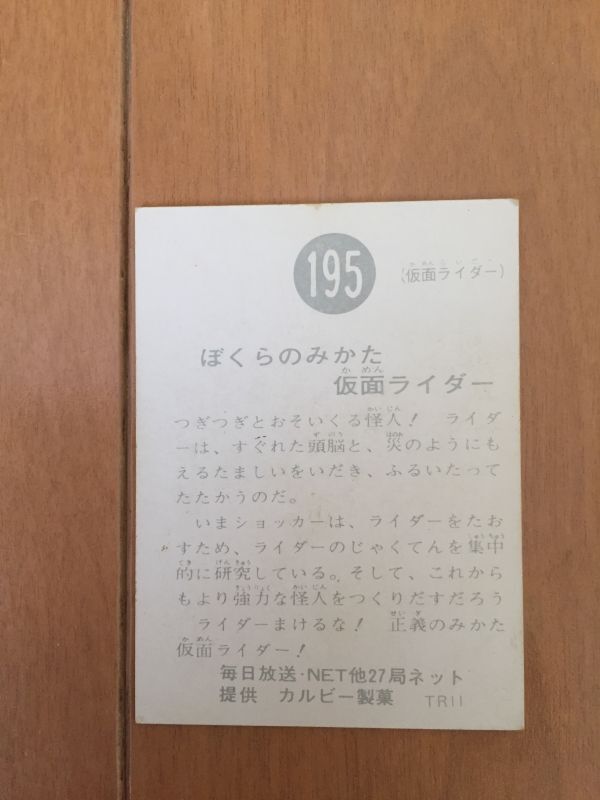 195
(仮面ライダー)
ぼくらのみかた
仮面ライダー
つぎつぎとおそいくる怪人! ライダ
ーは、すぐれた頭脳と、災のようにも
えるたましいをいだき、ふるいたって
たたかうのだ。
いまショッカーは、ライダーをたお
すため、ライダーのじゃくてんを集中
的に研究している。そして、これから
もより強力な怪人をつくりだすだろう
ライダーまけるな! 正義のみかた
仮面ライダー!
毎日放送・NET他27局ネット
提供 カルビー製菓 TR11